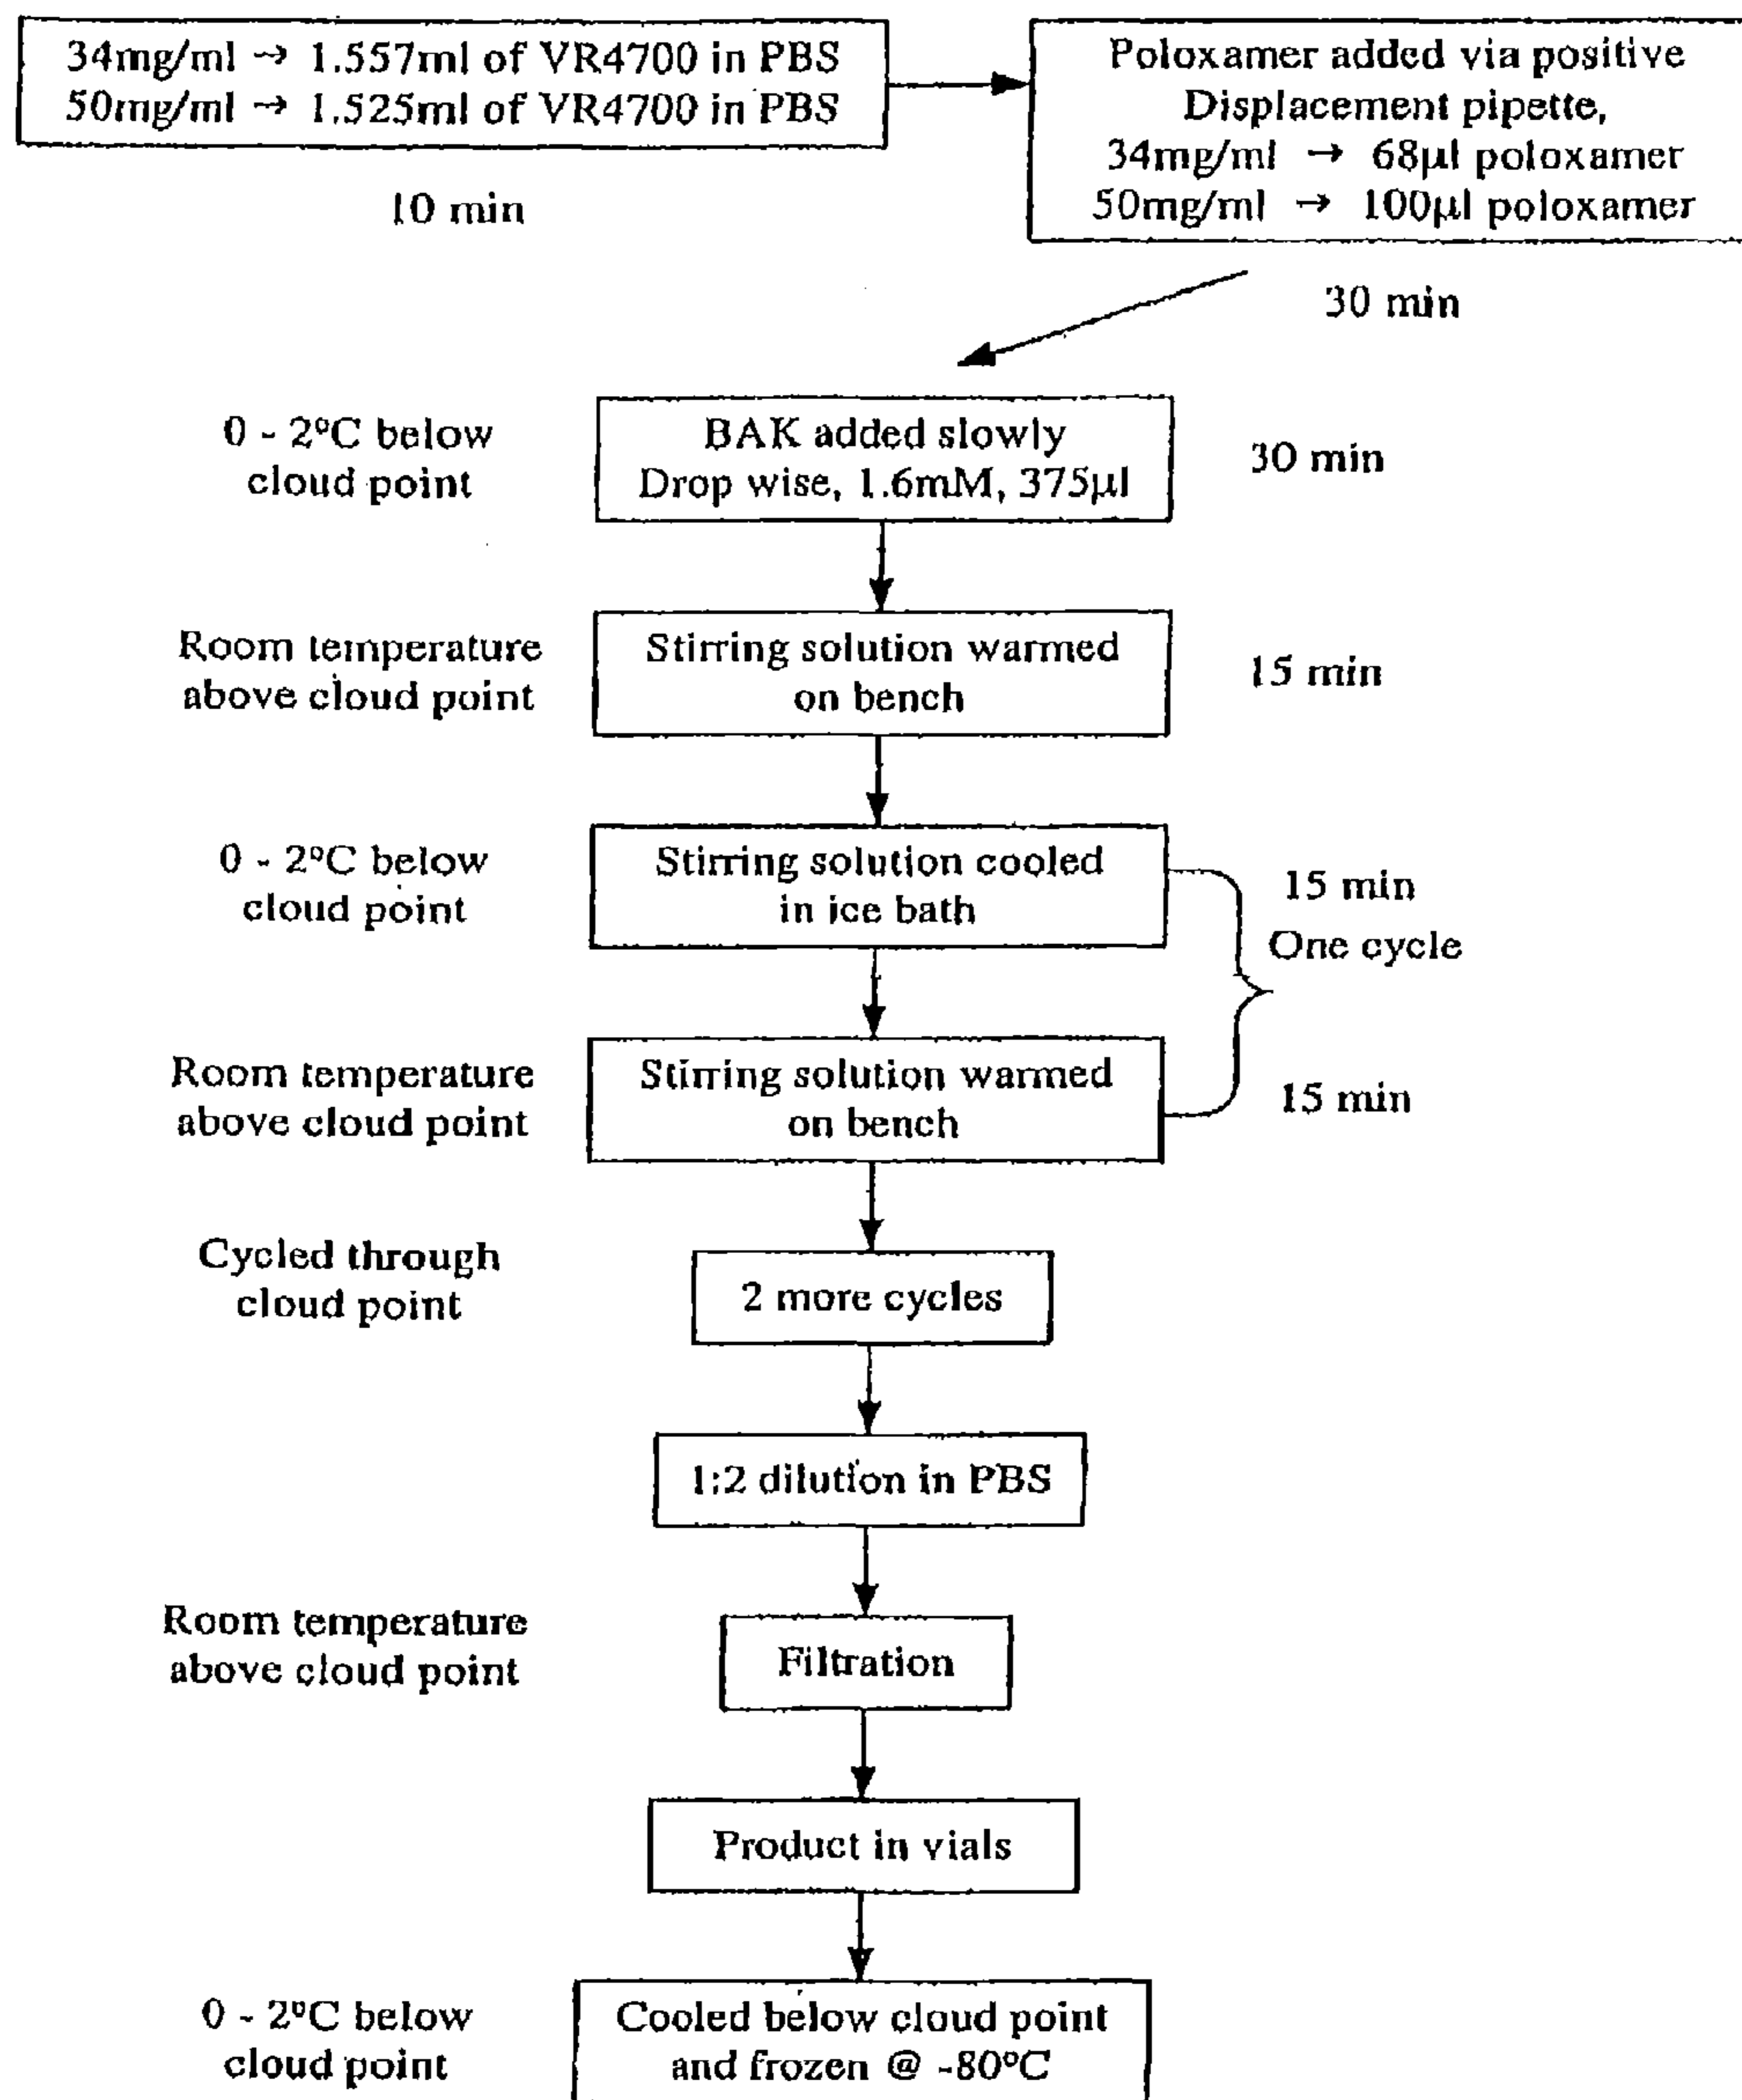 34mg/ml → 1.557ml of VR4700 in PBS
50mg/ml → 1.525ml of VR4700 in PBS
10 min
Poloxamer added via positive
Displacement pipette,
34mg/ml → 68µl poloxamer
50mg/ml → 100µl poloxamer
30 min
0 - 2ºC below
cloud point
BAK added slowly
Drop wise, 1.6mM, 375µl
30 min
Room temperature
above cloud point
Stirring solution warmed
on bench
15 min
0 - 2ºC below
cloud point
Stirring solution cooled
in ice bath
15 min
One cycle
Room temperature
above cloud point
Stirring solution warmed
on bench
15 min
Cycled through
cloud point
2 more cycles
1:2 dilution in PBS
Room temperature
above cloud point
Filtration
Product in vials
0 - 2ºC below
cloud point
Cooled below cloud point
and frozen @ -80ºC